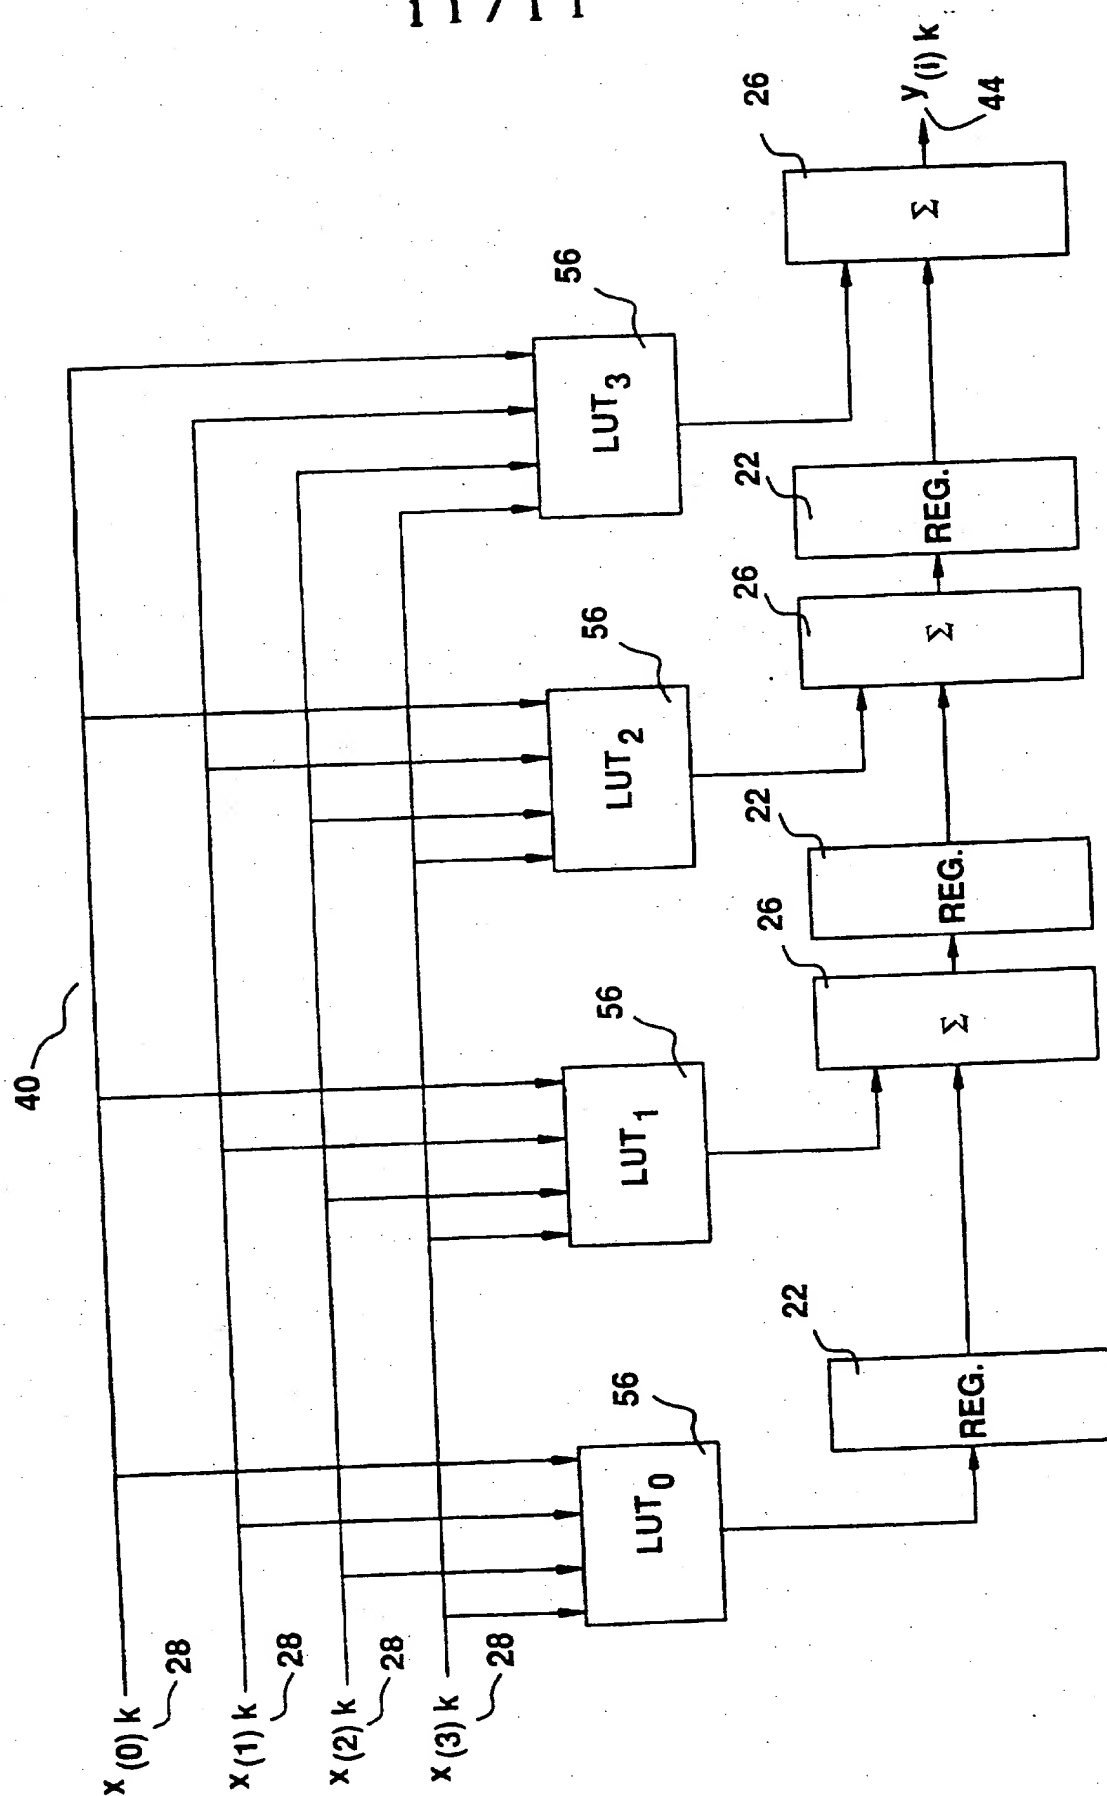 11/11
40
x(0) k
28
x(1) k
28
x(2) k
28
x(3) k
28
LUT0
56
LUT1
56
LUT2
56
LUT3
56
REG.
22
Σ
26
REG.
22
Σ
26
REG.
22
Σ
26
y(i) k
44